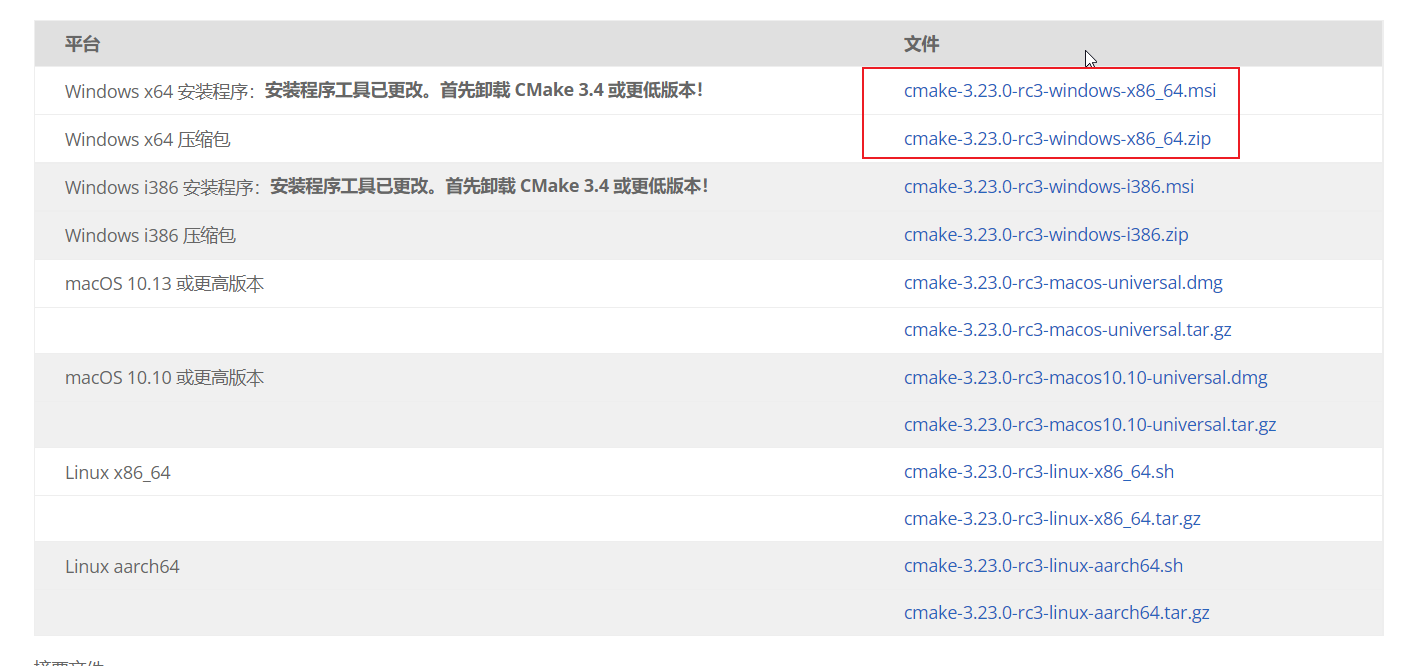 平台 文件
Windows x64 安装程序：安装程序工具已更改。首先卸载 CMake 3.4 或更低版本！ cmake-3.23.0-rc3-windows-x86_64.msi
Windows x64 压缩包 cmake-3.23.0-rc3-windows-x86_64.zip
Windows i386 安装程序：安装程序工具已更改。首先卸载 CMake 3.4 或更低版本！ cmake-3.23.0-rc3-windows-i386.msi
Windows i386 压缩包 cmake-3.23.0-rc3-windows-i386.zip
macOS 10.13 或更高版本 cmake-3.23.0-rc3-macos-universal.dmg
cmake-3.23.0-rc3-macos-universal.tar.gz
macOS 10.10 或更高版本 cmake-3.23.0-rc3-macos10.10-universal.dmg
cmake-3.23.0-rc3-macos10.10-universal.tar.gz
Linux x86_64 cmake-3.23.0-rc3-linux-x86_64.sh
cmake-3.23.0-rc3-linux-x86_64.tar.gz
Linux aarch64 cmake-3.23.0-rc3-linux-aarch64.sh
cmake-3.23.0-rc3-linux-aarch64.tar.gz